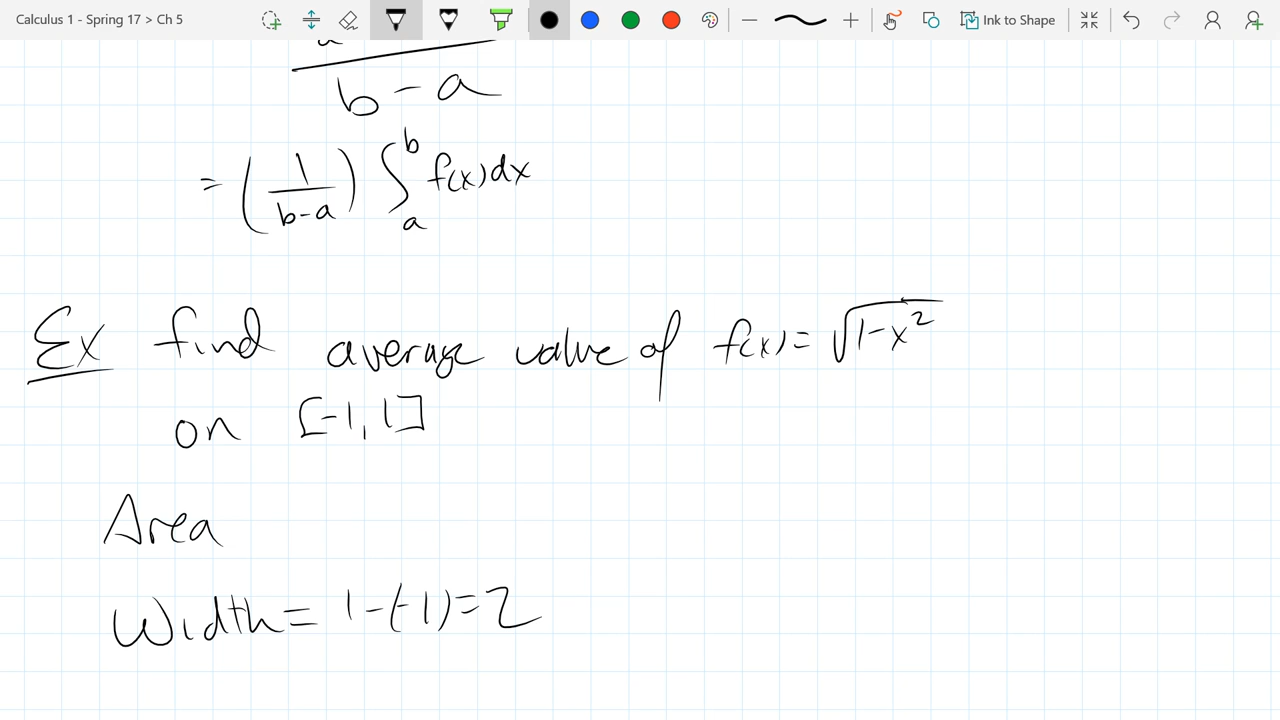 Calculus 1 - Spring 17 > Ch 5
Ink to Shape
b - a
= (1/(b-a)) ∫_a^b f(x)dx
Ex find average value of f(x) = √(1-x²)
on [-1, 1]
Area
Width = 1-(-1) = 2